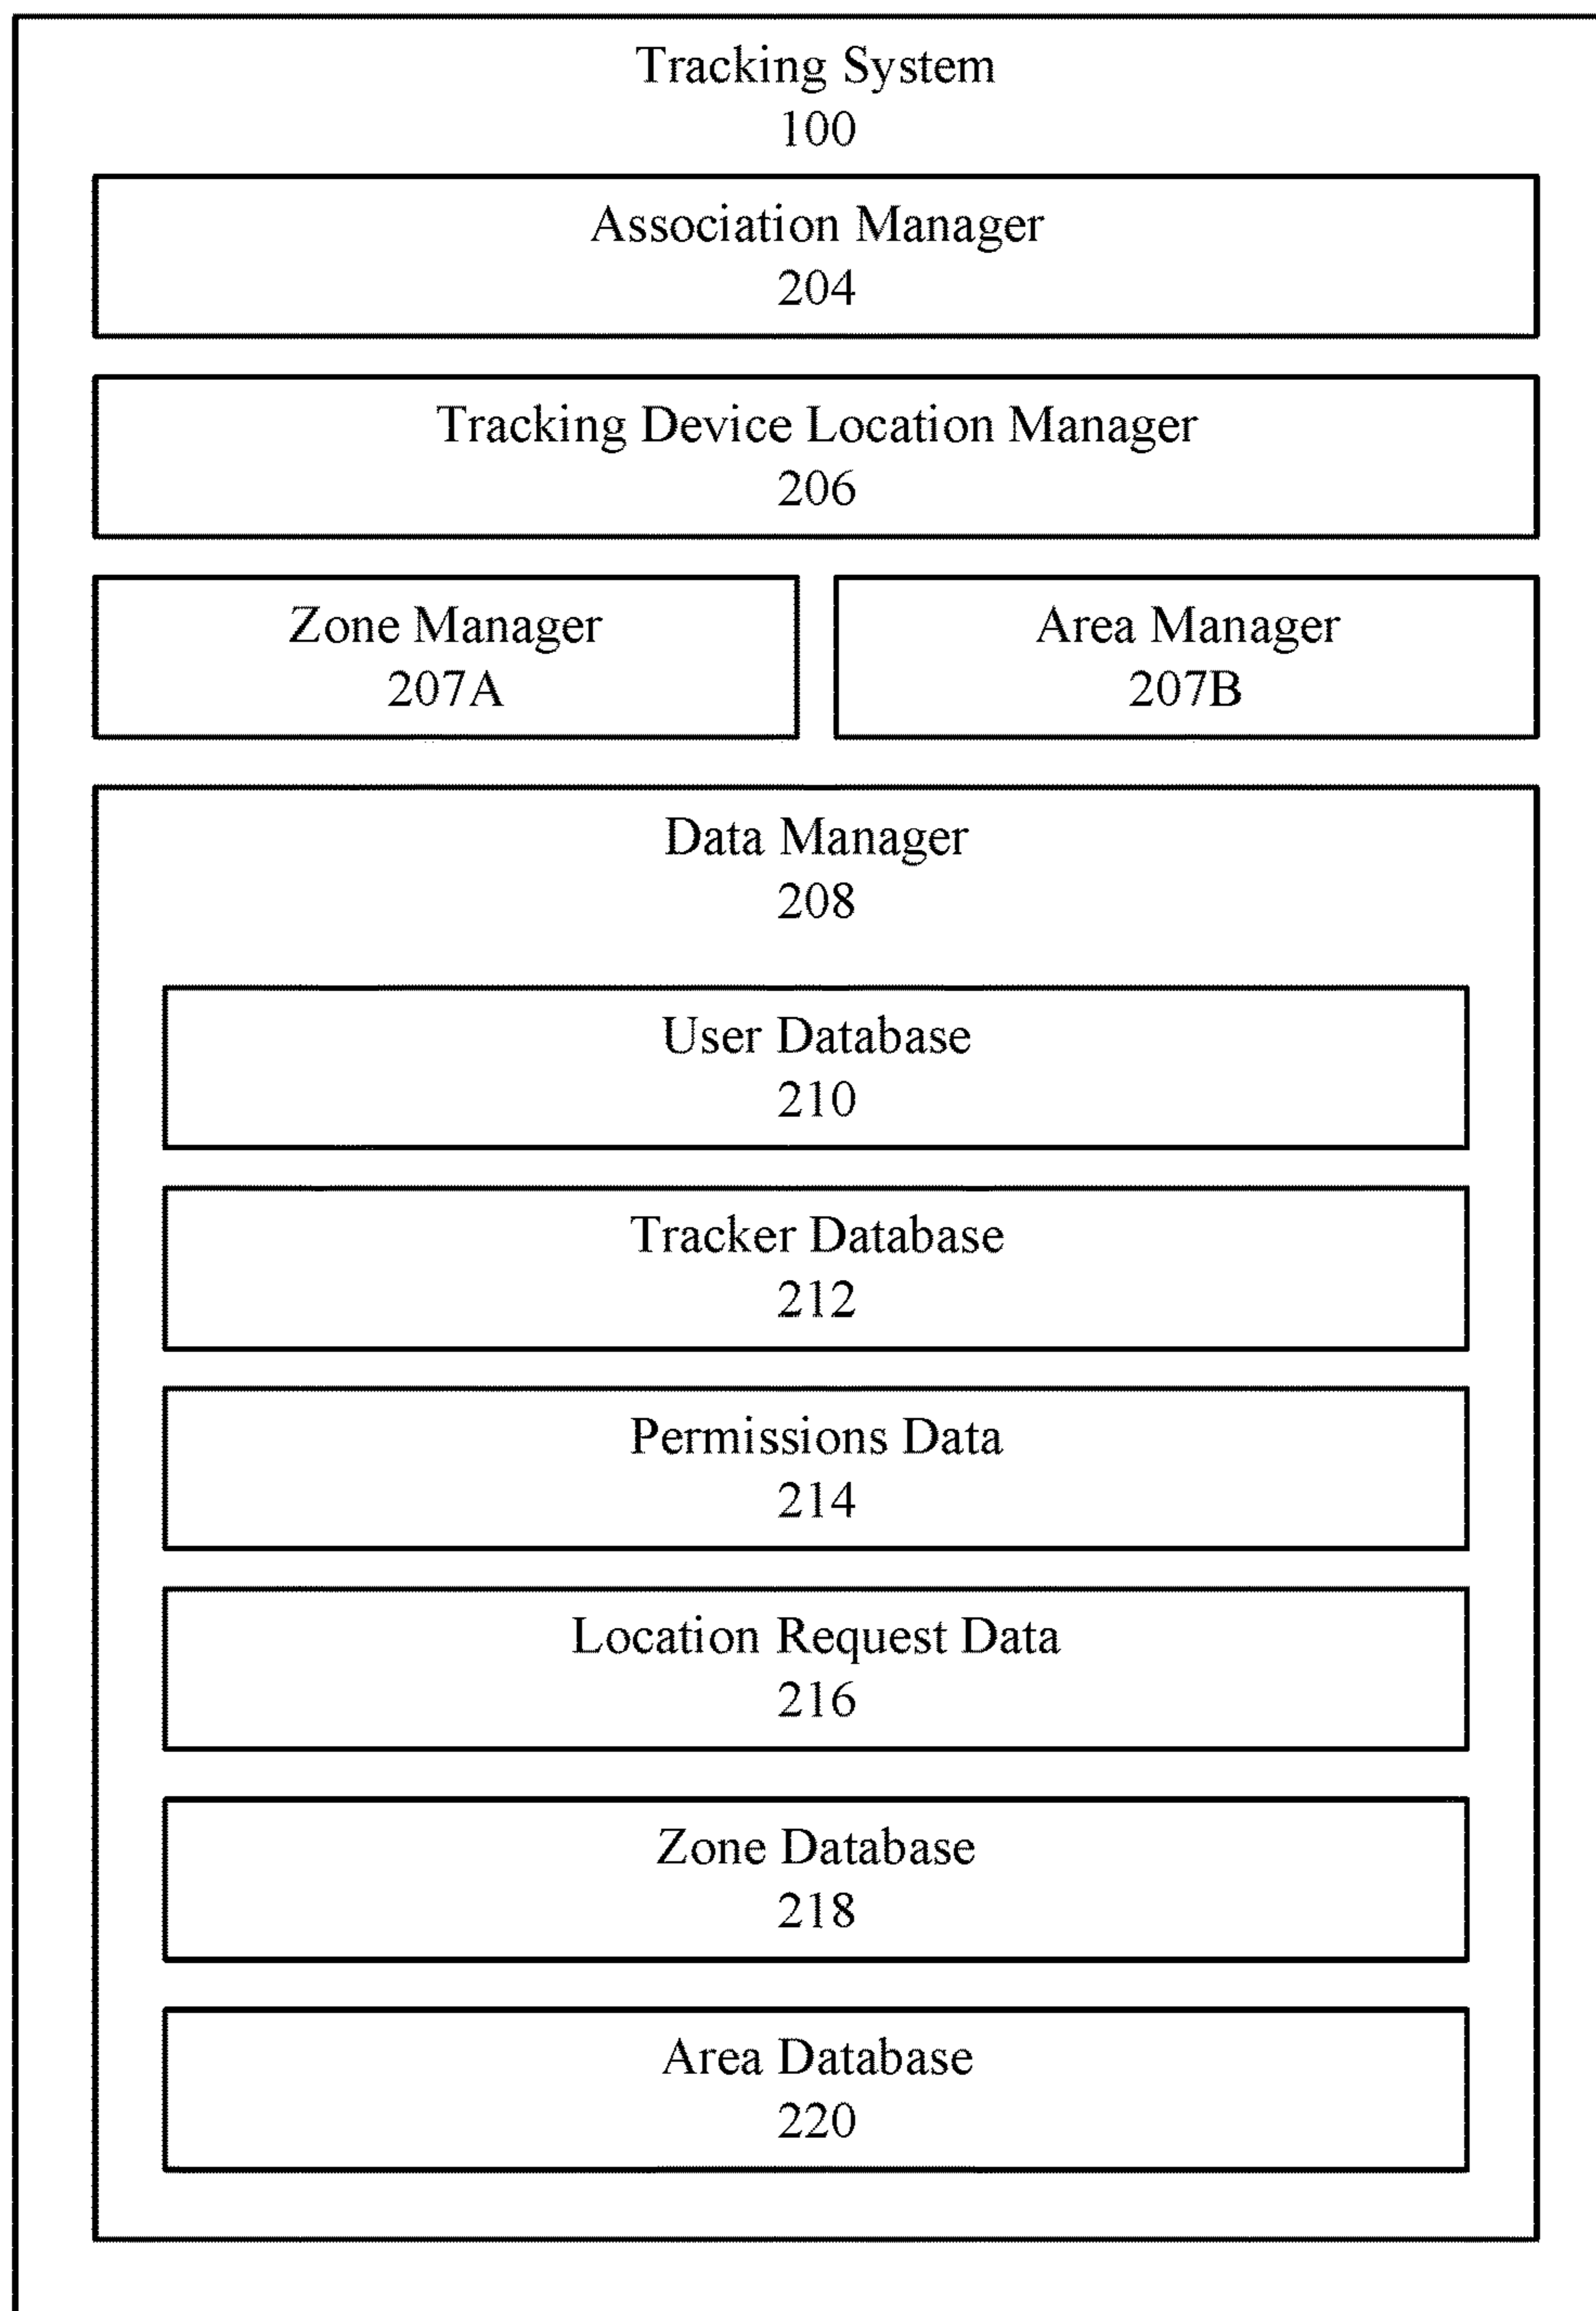 Tracking System
100
Association Manager
204
Tracking Device Location Manager
206
Zone Manager
207A
Area Manager
207B
Data Manager
208
User Database
210
Tracker Database
212
Permissions Data
214
Location Request Data
216
Zone Database
218
Area Database
220